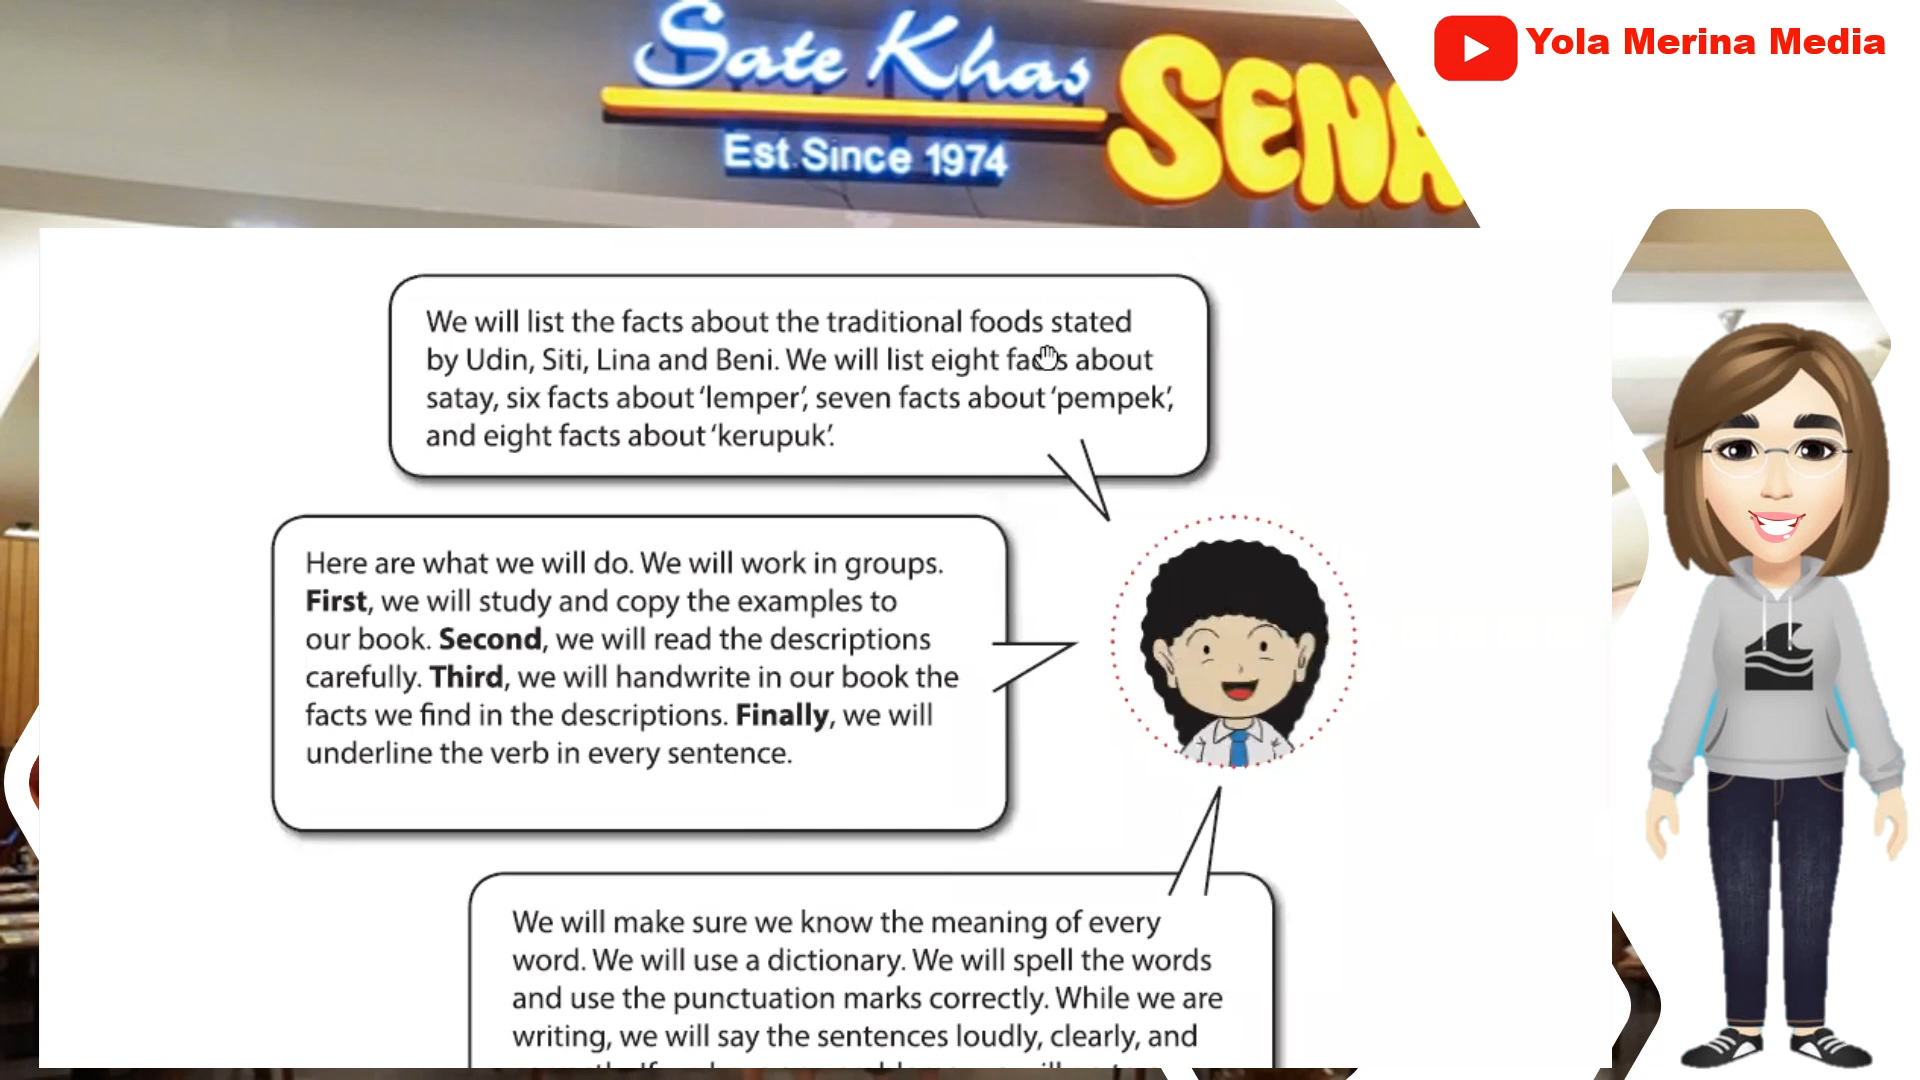 Sate Khas
Est Since 1974
Yola Merina Media
We will list the facts about the traditional foods stated
by Udin, Siti, Lina and Beni. We will list eight facts about
satay, six facts about ‘lemper’, seven facts about ‘pempek’,
and eight facts about ‘kerupuk’.
Here are what we will do. We will work in groups.
First, we will study and copy the examples to
our book. Second, we will read the descriptions
carefully. Third, we will handwrite in our book the
facts we find in the descriptions. Finally, we will
underline the verb in every sentence.
We will make sure we know the meaning of every
word. We will use a dictionary. We will spell the words
and use the punctuation marks correctly. While we are
writing, we will say the sentences loudly, clearly, and